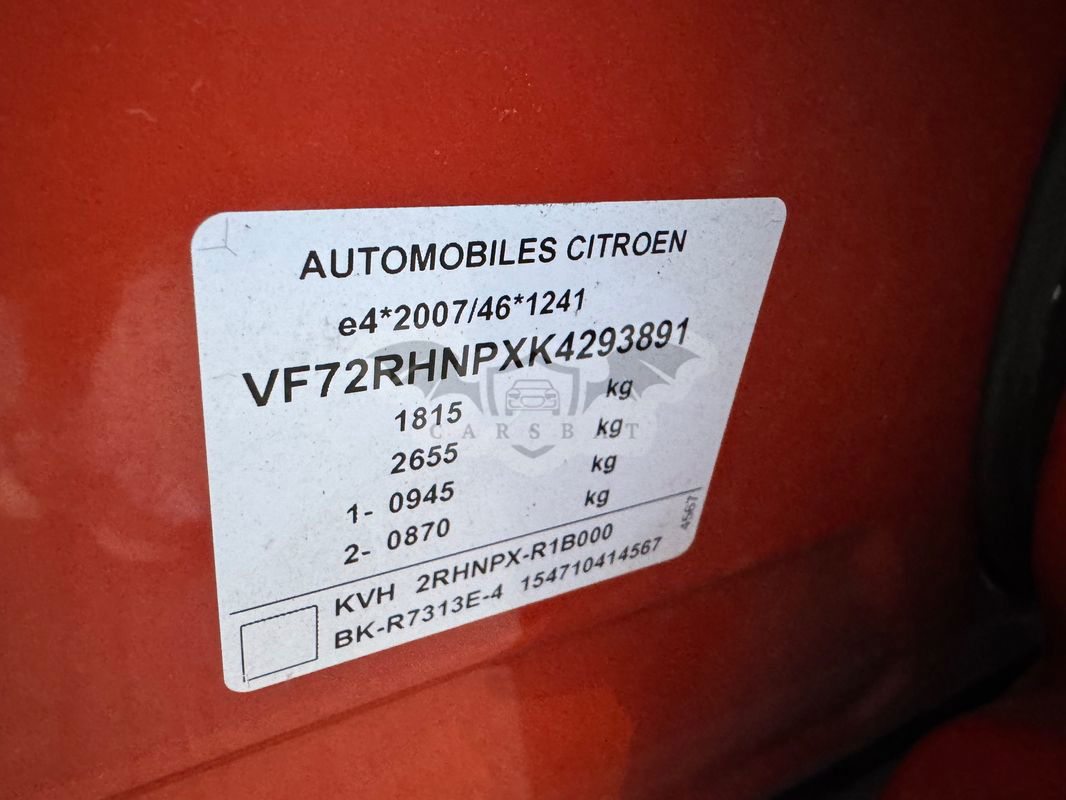 AUTOMOBILES CITROEN
e4*2007/46*1241
VF72RHNPXK4293891
1815 kg
CARSBAT
2655 kg
1- 0945 kg
2- 0870 kg
4567
KVH 2RHNPX-R1B000
BK-R7313E-4 154710414567